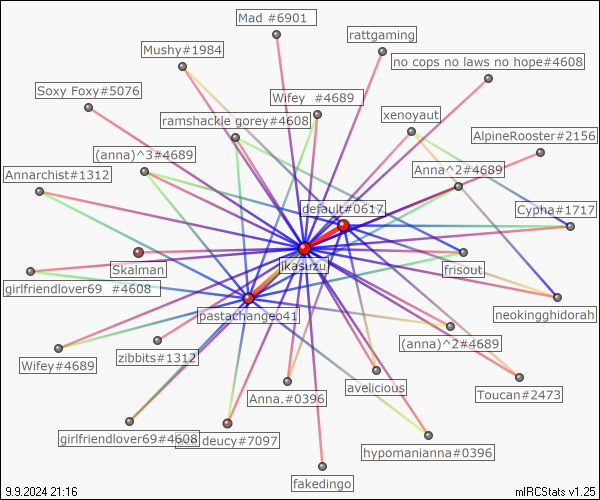 Mad #6901
rattgaming
Mushy#1984
no cops no laws no hope#4608
Soxy Foxy#5076
Wifey  #4689
ramshackle gorey#4608
xenoyaut
AlpineRooster#2156
(anna)^3#4689
Anna^2#4689
Annarchist#1312
default#0617
Cypha#1717
jkasuzu
Skalman
frisout
girlfriendlover69  #4608
pastachangeo41
neokingghidorah
(anna)^2#4689
Wifey#4689
zibbits#1312
avelicious
Toucan#2473
Anna.#0396
girlfriendlover69#4608
deucy#7097
hypomanianna#0396
fakedingo
9.9.2024 21:16
mIRCStats v1.25